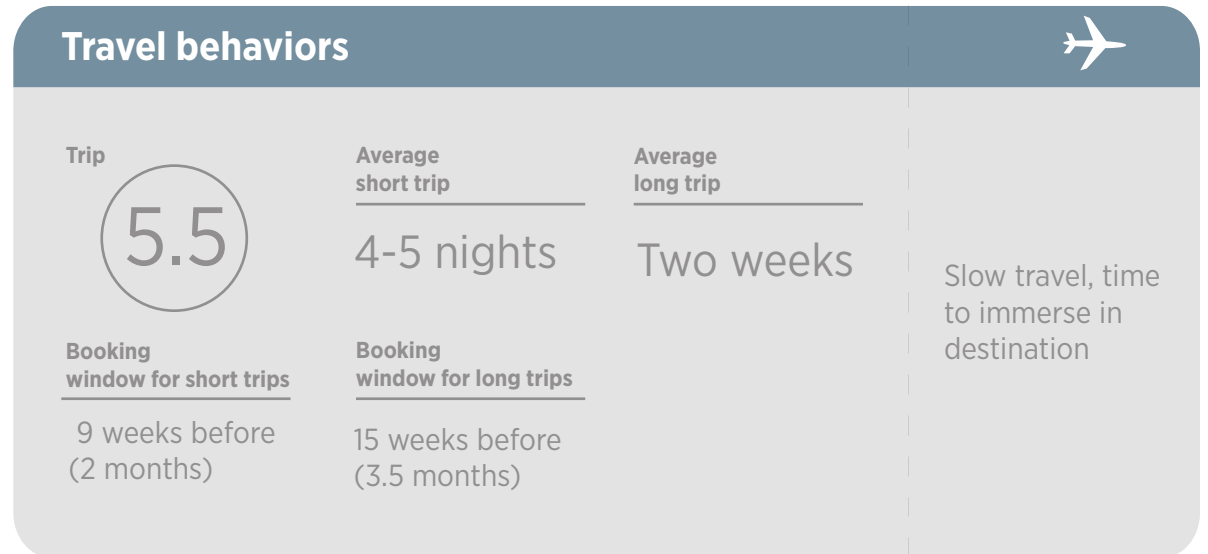 Travel behaviors
Trip
5.5
Average
short trip
4-5 nights
Average
long trip
Two weeks
Booking
window for short trips
9 weeks before
(2 months)
Booking
window for long trips
15 weeks before
(3.5 months)
Slow travel, time
to immerse in
destination